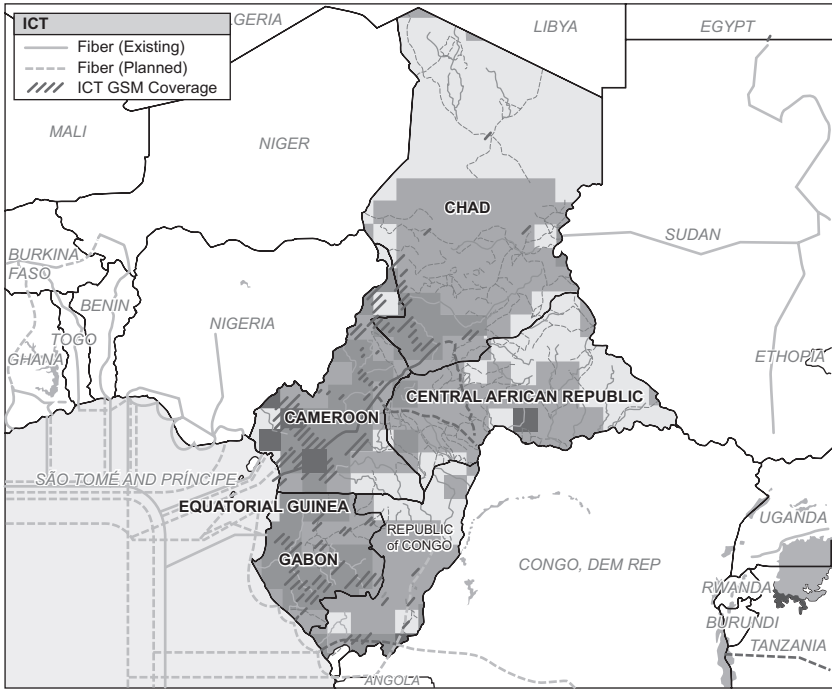 ICT
Fiber (Existing)
Fiber (Planned)
ICT GSM Coverage
LIBYA
EGYPT
MALI
NIGER
CHAD
SUDAN
BURKINA
FASO
BENIN
NIGERIA
TOGO
GHANA
ETHIOPIA
CENTRAL AFRICAN REPUBLIC
CAMEROON
SÃO TOMÉ AND PRÍNCIPE
EQUATORIAL GUINEA
REPUBLIC
of CONGO
UGANDA
GABON
CONGO, DEM REP
RWANDA
BURUNDI
TANZANIA
ANGOLA